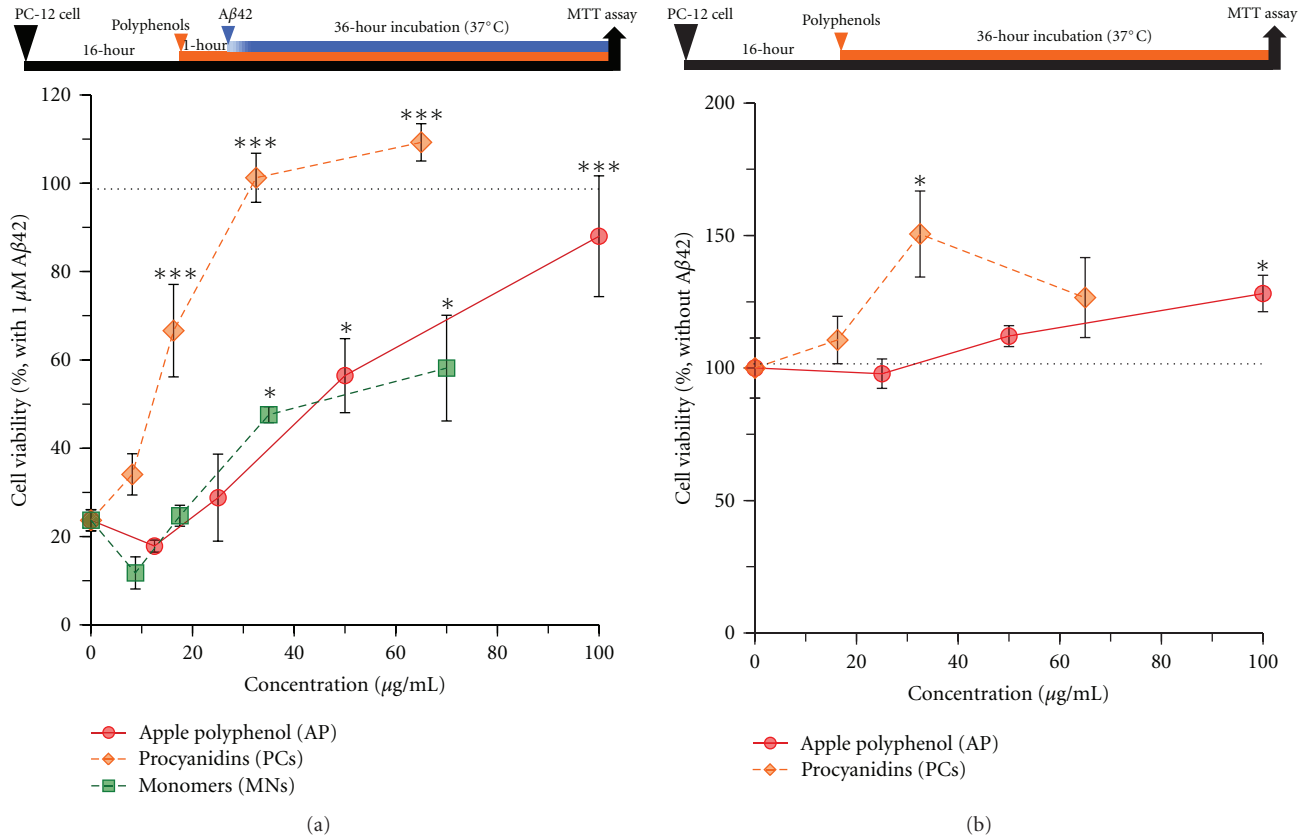 PC-12 cell
Polyphenols
Aβ42
MTT assay
16-hour
1-hour
36-hour incubation (37°C)
120
100
80
60
40
20
0
Cell viability (%, with 1 μM Aβ42)
***
***
***
***
*
*
*
0 20 40 60 80 100
Concentration (μg/mL)
Apple polyphenol (AP)
Procyanidins (PCs)
Monomers (MNs)
(a)
PC-12 cell
Polyphenols
MTT assay
16-hour
36-hour incubation (37°C)
200
150
100
50
0
Cell viability (%, without Aβ42)
*
*
0 20 40 60 80 100
Concentration (μg/mL)
Apple polyphenol (AP)
Procyanidins (PCs)
(b)